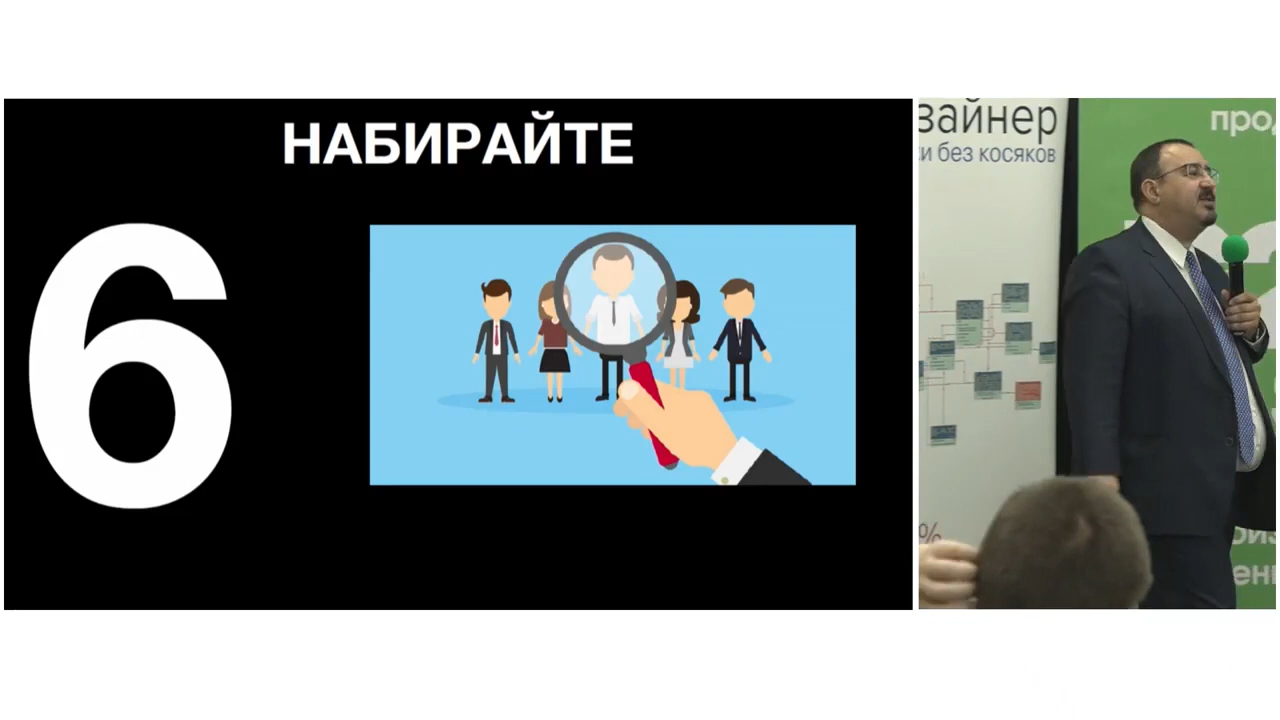 НАБИРАЙТЕ
6
зайнер
и без косяков
про
%